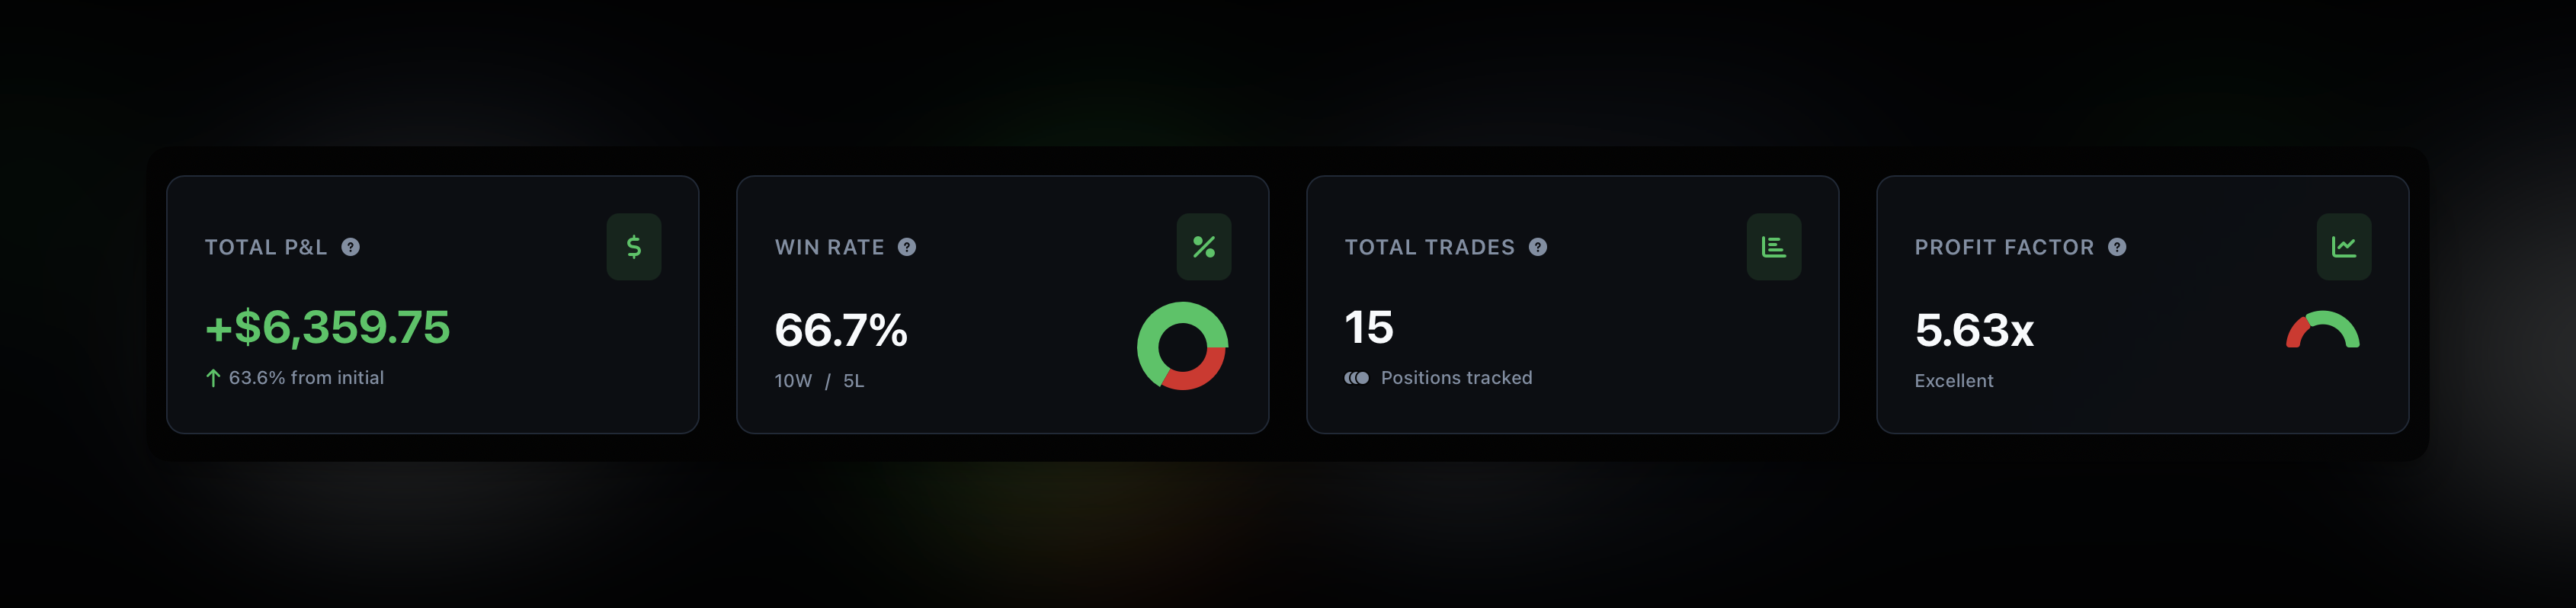 TOTAL P&L
+$6,359.75
63.6% from initial
WIN RATE
66.7%
10W / 5L
TOTAL TRADES
15
Positions tracked
PROFIT FACTOR
5.63x
Excellent